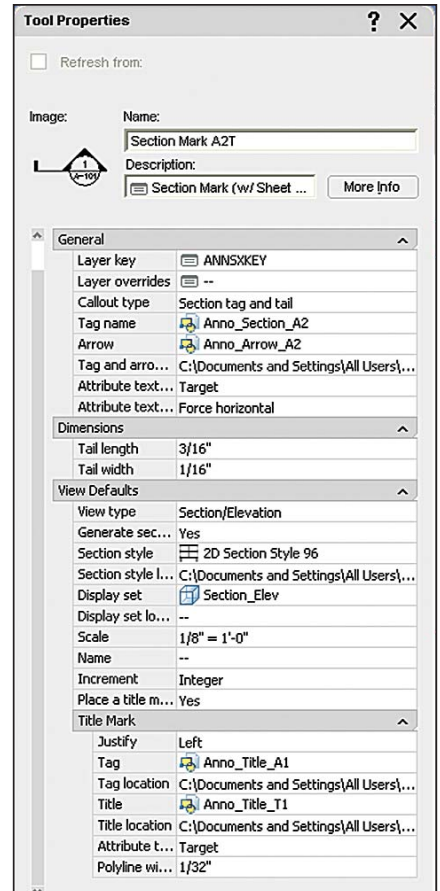 Tool Properties ? X
Refresh from:
Image: Name:
Section Mark A2T
1
A-101
Description:
Section Mark (w/ Sheet ... More Info
General
Layer key ANNSXKEY
Layer overrides --
Callout type Section tag and tail
Tag name Anno_Section_A2
Arrow Anno_Arrow_A2
Tag and arro... C:\Documents and Settings\All Users\...
Attribute text... Target
Attribute text... Force horizontal
Dimensions
Tail length 3/16"
Tail width 1/16"
View Defaults
View type Section/Elevation
Generate sec... Yes
Section style 2D Section Style 96
Section style l... C:\Documents and Settings\All Users\...
Display set Section_Elev
Display set lo... --
Scale 1/8" = 1'-0"
Name --
Increment Integer
Place a title m... Yes
Title Mark
Justify Left
Tag Anno_Title_A1
Tag location C:\Documents and Settings\All Users\...
Title Anno_Title_T1
Title location C:\Documents and Settings\All Users\...
Attribute t... Target
Polyline wi... 1/32"